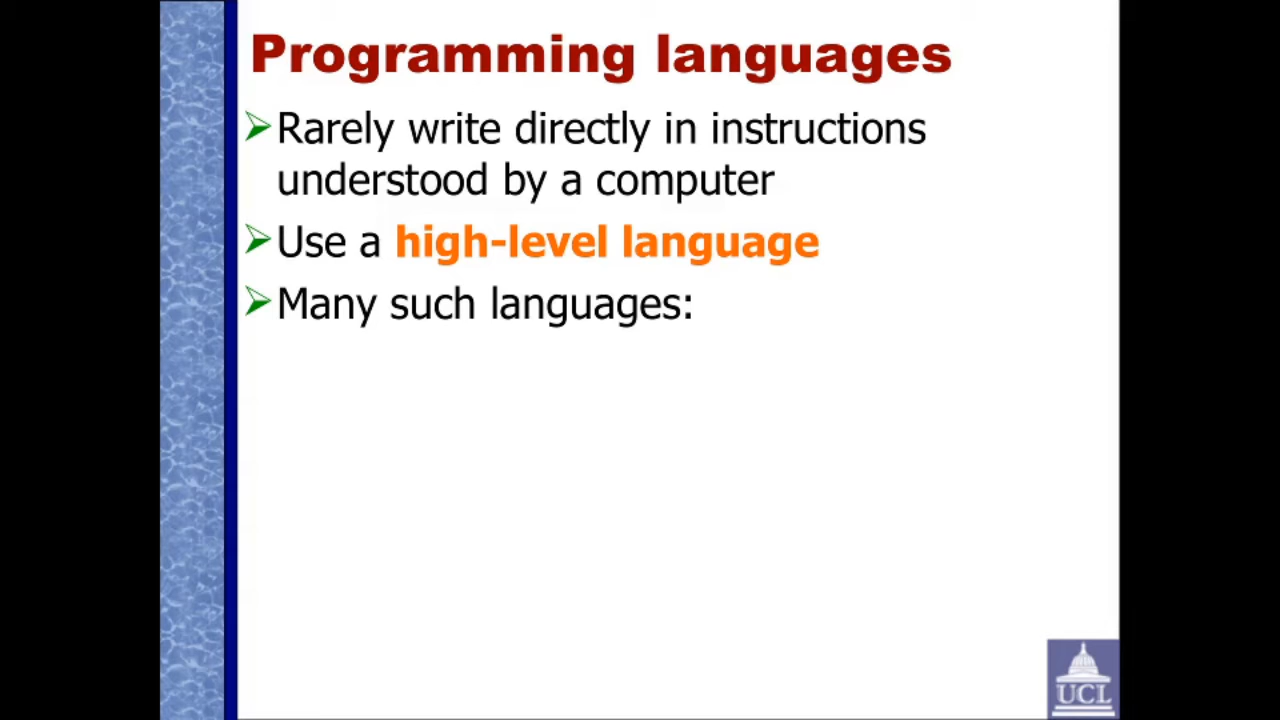 Programming languages
Rarely write directly in instructions
understood by a computer
Use a high-level language
Many such languages:
UCL